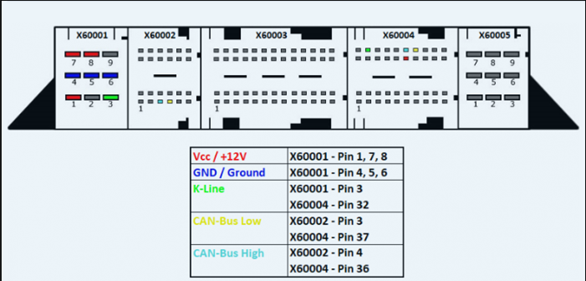 X60001 X60002 X60003 X60004 X60005
7 8 9 7 8 9
4 5 6 4 5 6
1 2 3 1 1 1 1 2 3
Vcc / +12V X60001 - Pin 1, 7, 8
GND / Ground X60001 - Pin 4, 5, 6
K-Line X60001 - Pin 3
X60004 - Pin 32
CAN-Bus Low X60002 - Pin 3
X60004 - Pin 37
CAN-Bus High X60002 - Pin 4
X60004 - Pin 36